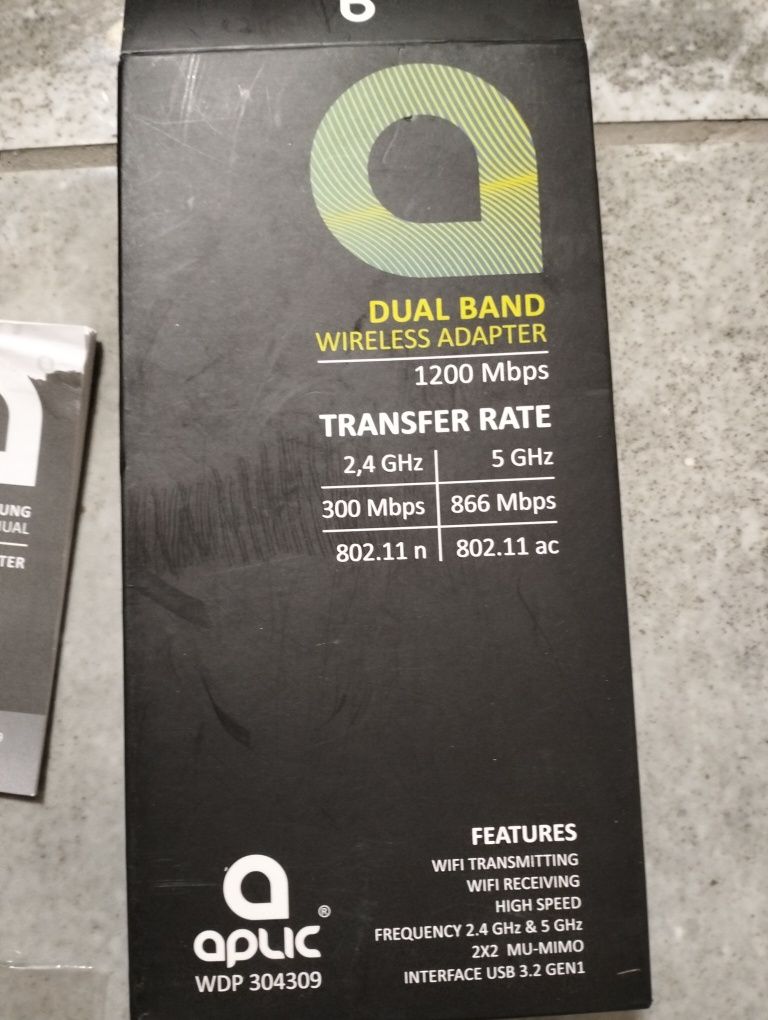 DUAL BAND
WIRELESS ADAPTER
1200 Mbps
TRANSFER RATE
2,4 GHz 5 GHz
300 Mbps 866 Mbps
802.11 n 802.11 ac
FEATURES
WIFI TRANSMITTING
WIFI RECEIVING
HIGH SPEED
FREQUENCY 2.4 GHz & 5 GHz
2X2 MU-MIMO
INTERFACE USB 3.2 GEN1
aplic®
WDP 304309